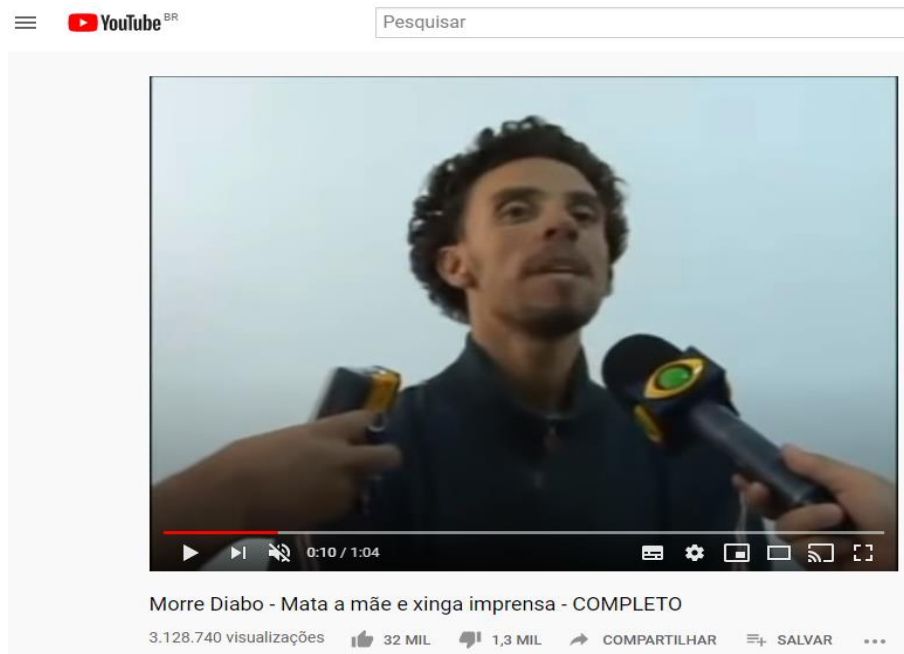 YouTube BR
Pesquisar
0:10 / 1:04
Morre Diabo - Mata a mãe e xinga imprensa - COMPLETO
3.128.740 visualizações 32 MIL 1,3 MIL COMPARTILHAR SALVAR